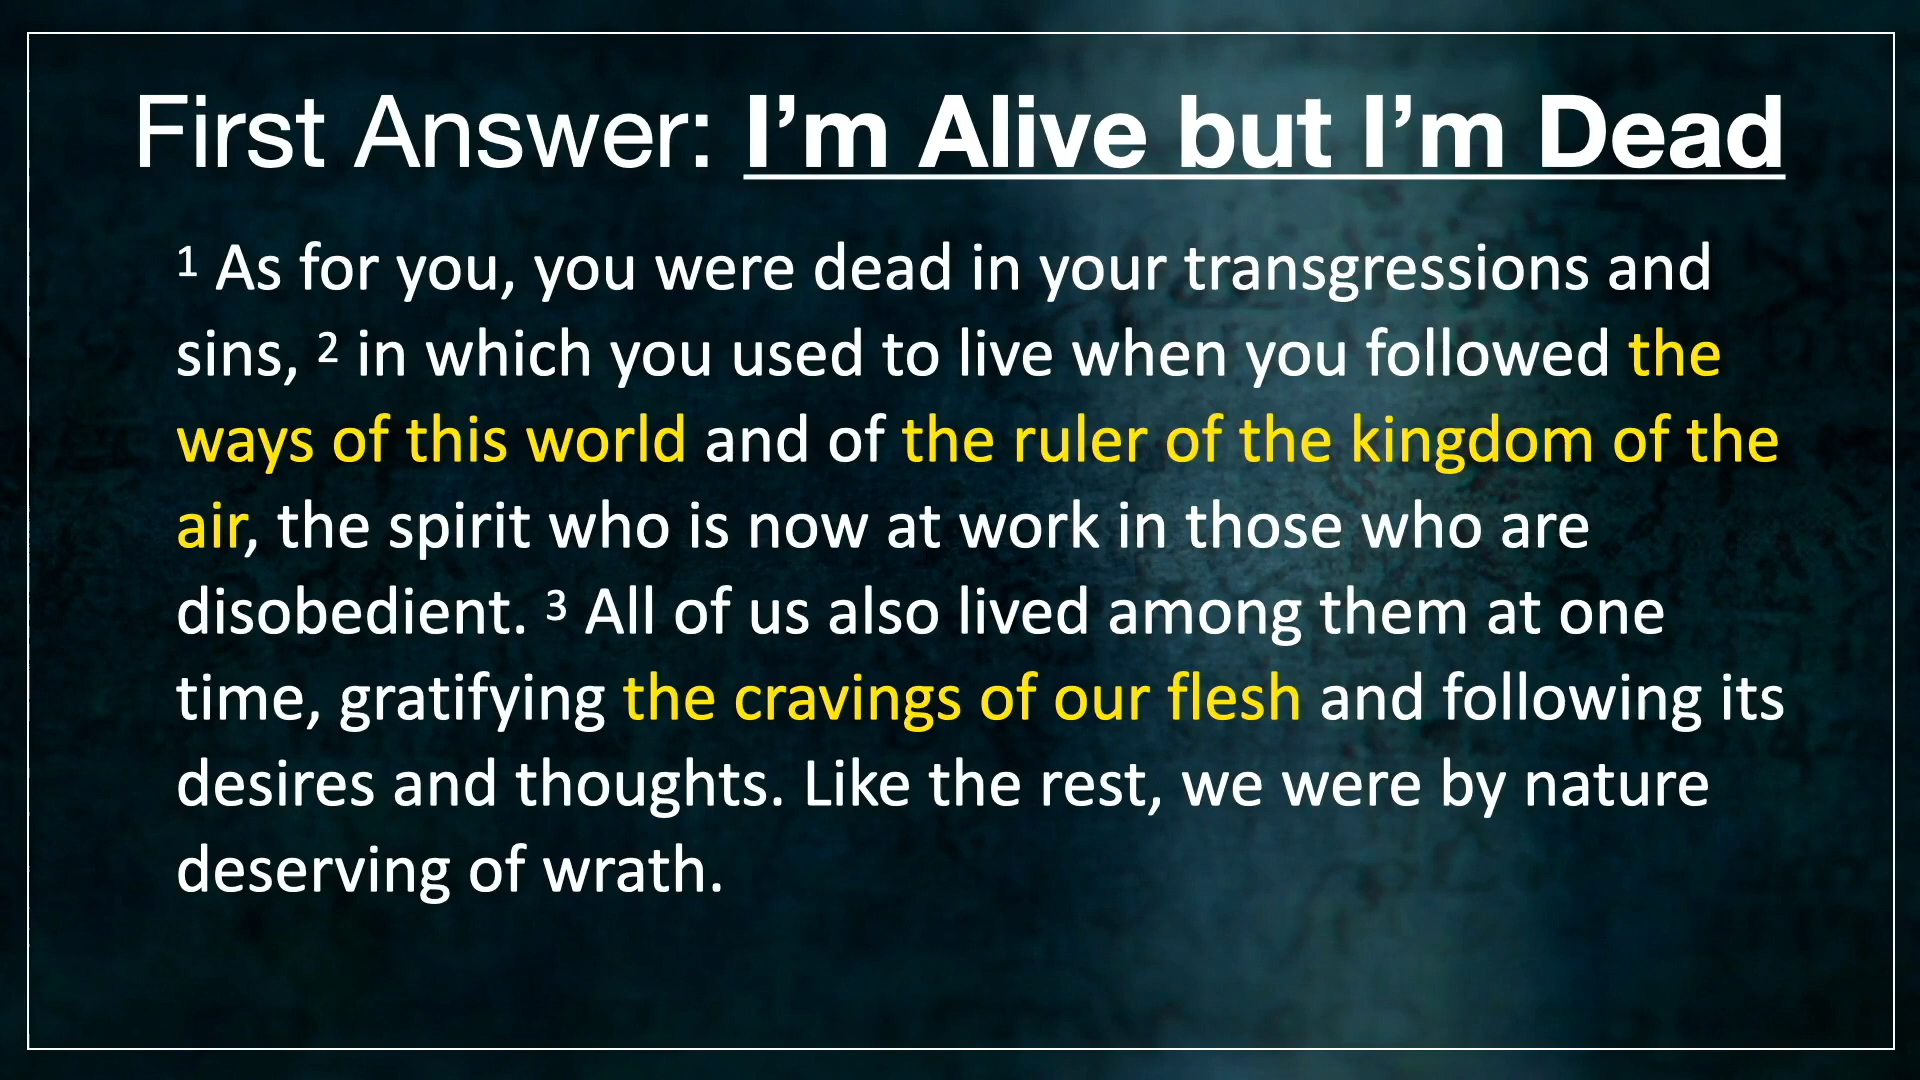 First Answer: I’m Alive but I’m Dead
¹ As for you, you were dead in your transgressions and
sins, ² in which you used to live when you followed the
ways of this world and of the ruler of the kingdom of the
air, the spirit who is now at work in those who are
disobedient. ³ All of us also lived among them at one
time, gratifying the cravings of our flesh and following its
desires and thoughts. Like the rest, we were by nature
deserving of wrath.